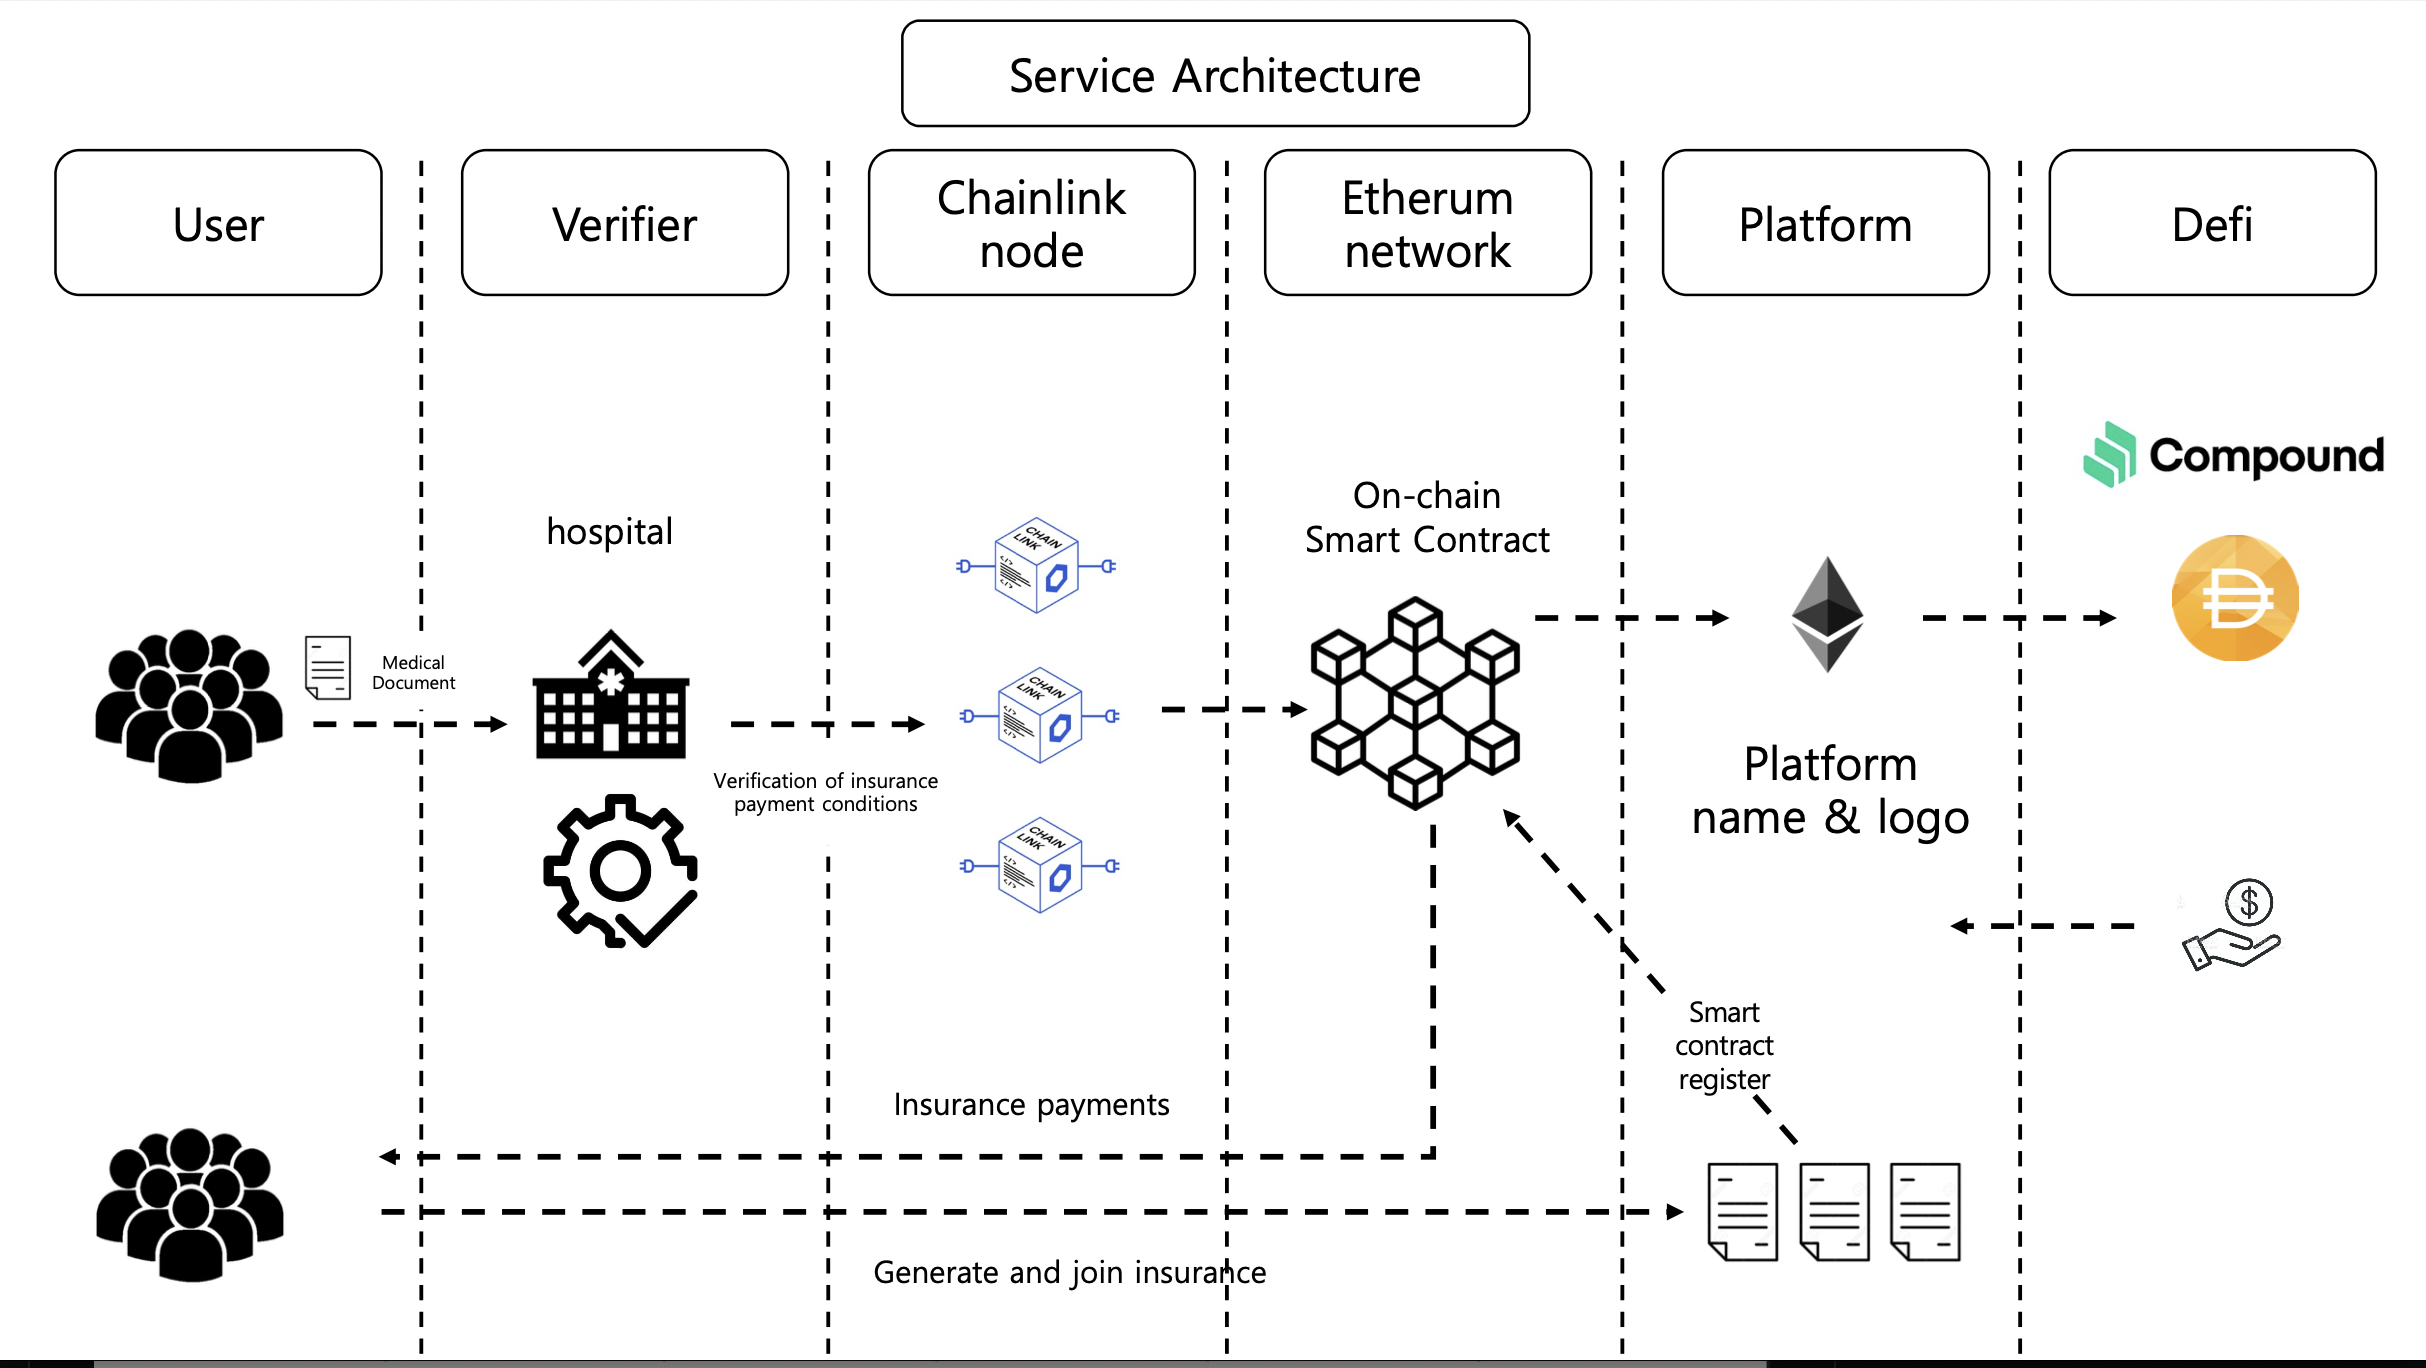 Service Architecture
User
Verifier
Chainlink
node
Etherum
network
Platform
Defi
Compound
hospital
On-chain
Smart Contract
CHAIN
LINK
Medical
Document
CHAIN
LINK
Verification of insurance
payment conditions
CHAIN
LINK
Platform
name & logo
$
Smart
contract
register
Insurance payments
Generate and join insurance